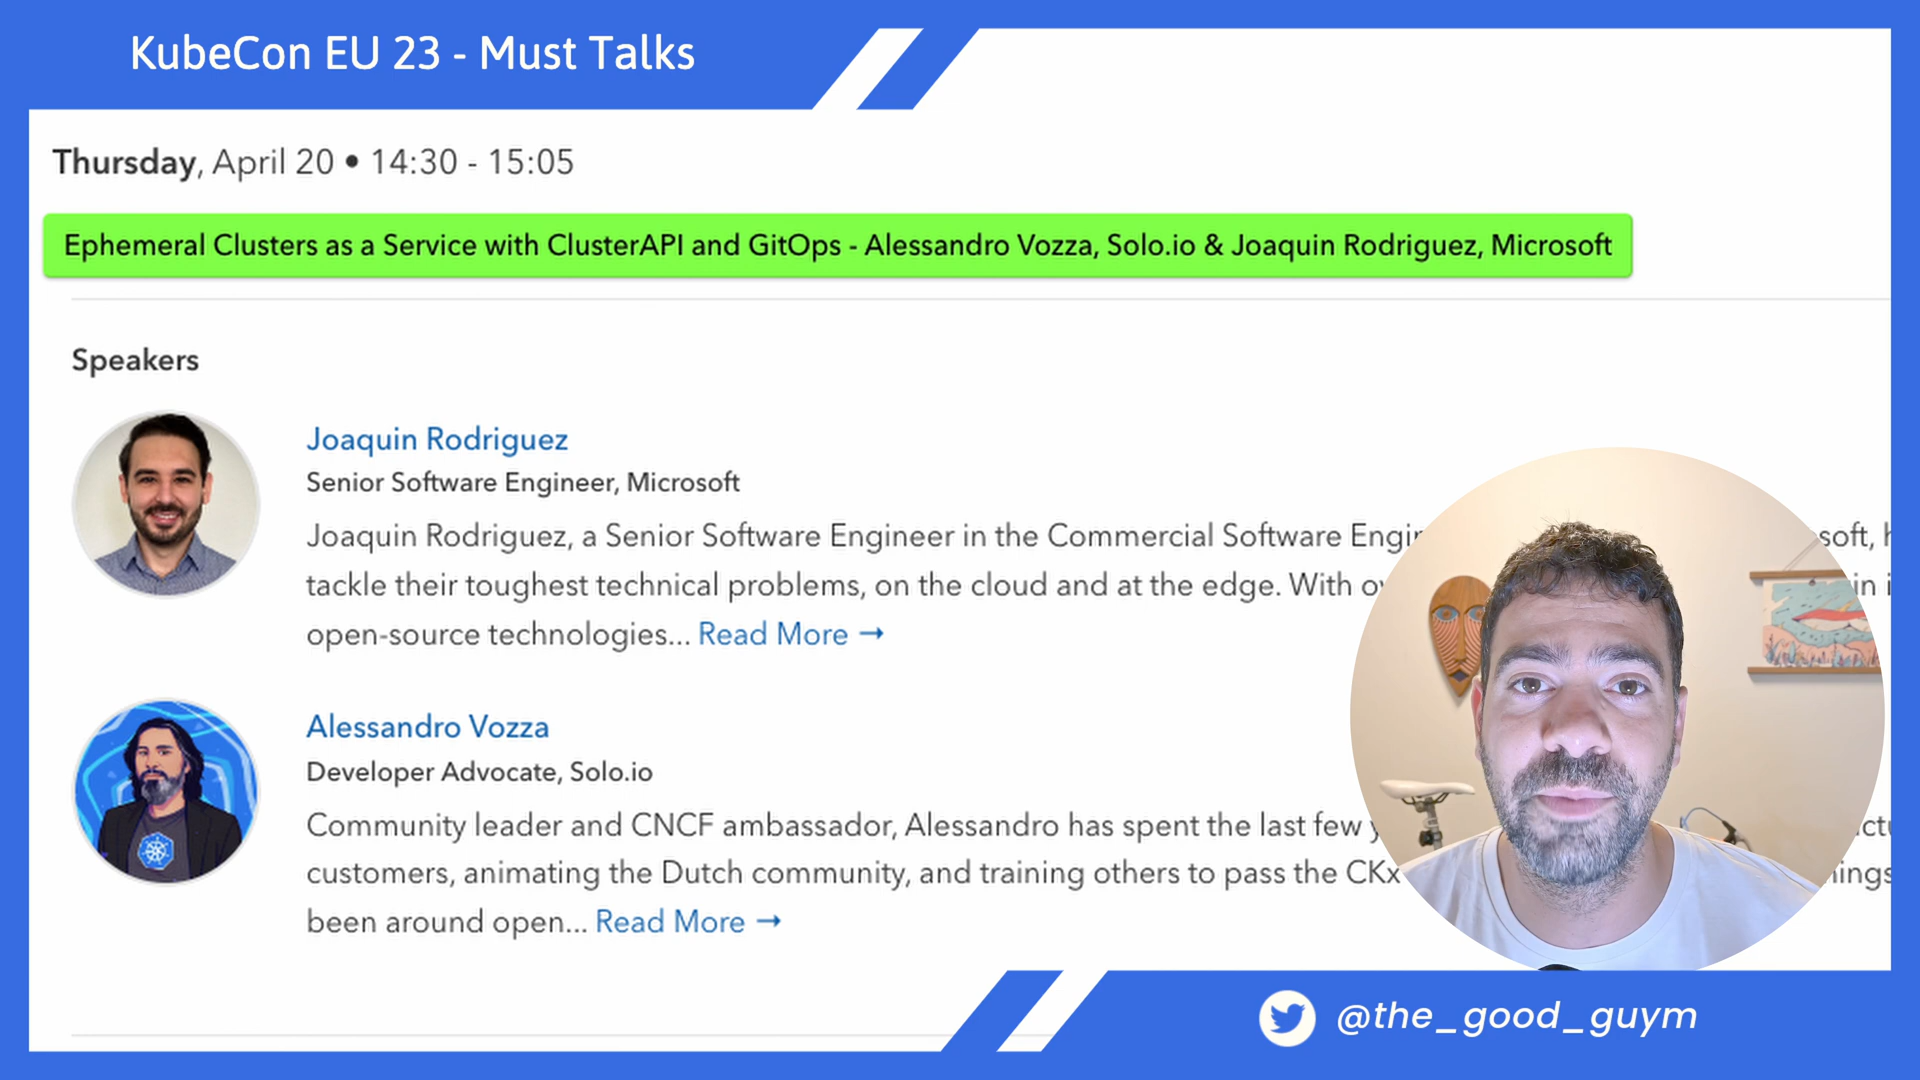 KubeCon EU 23 - Must Talks
Thursday, April 20 • 14:30 - 15:05
Ephemeral Clusters as a Service with ClusterAPI and GitOps - Alessandro Vozza, Solo.io & Joaquin Rodriguez, Microsoft
Speakers
Joaquin Rodriguez
Senior Software Engineer, Microsoft
Joaquin Rodriguez, a Senior Software Engineer in the Commercial Software
tackle their toughest technical problems, on the cloud and at the edge. With
open-source technologies... Read More →
Alessandro Vozza
Developer Advocate, Solo.io
Community leader and CNCF ambassador, Alessandro has spent the last few
customers, animating the Dutch community, and training others to pass the CKx
been around open... Read More →
@the_good_guym